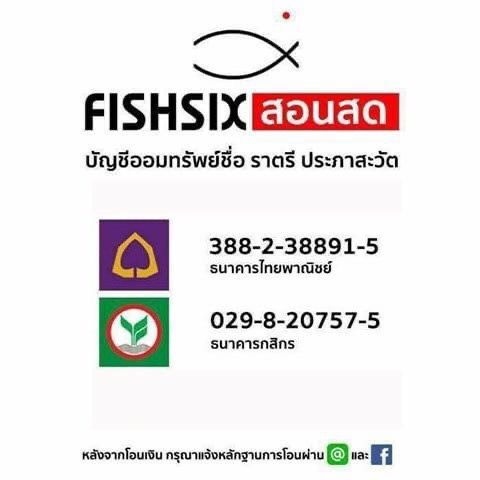 FISHSIX สอนสด
บัญชีออมทรัพย์ชื่อ ราตรี ประภาสะวัต
388-2-38891-5
ธนาคารไทยพาณิชย์
029-8-20757-5
ธนาคารกสิกร
หลังจากโอนเงิน กรุณาแจ้งหลักฐานการโอนผ่าน @ และ f